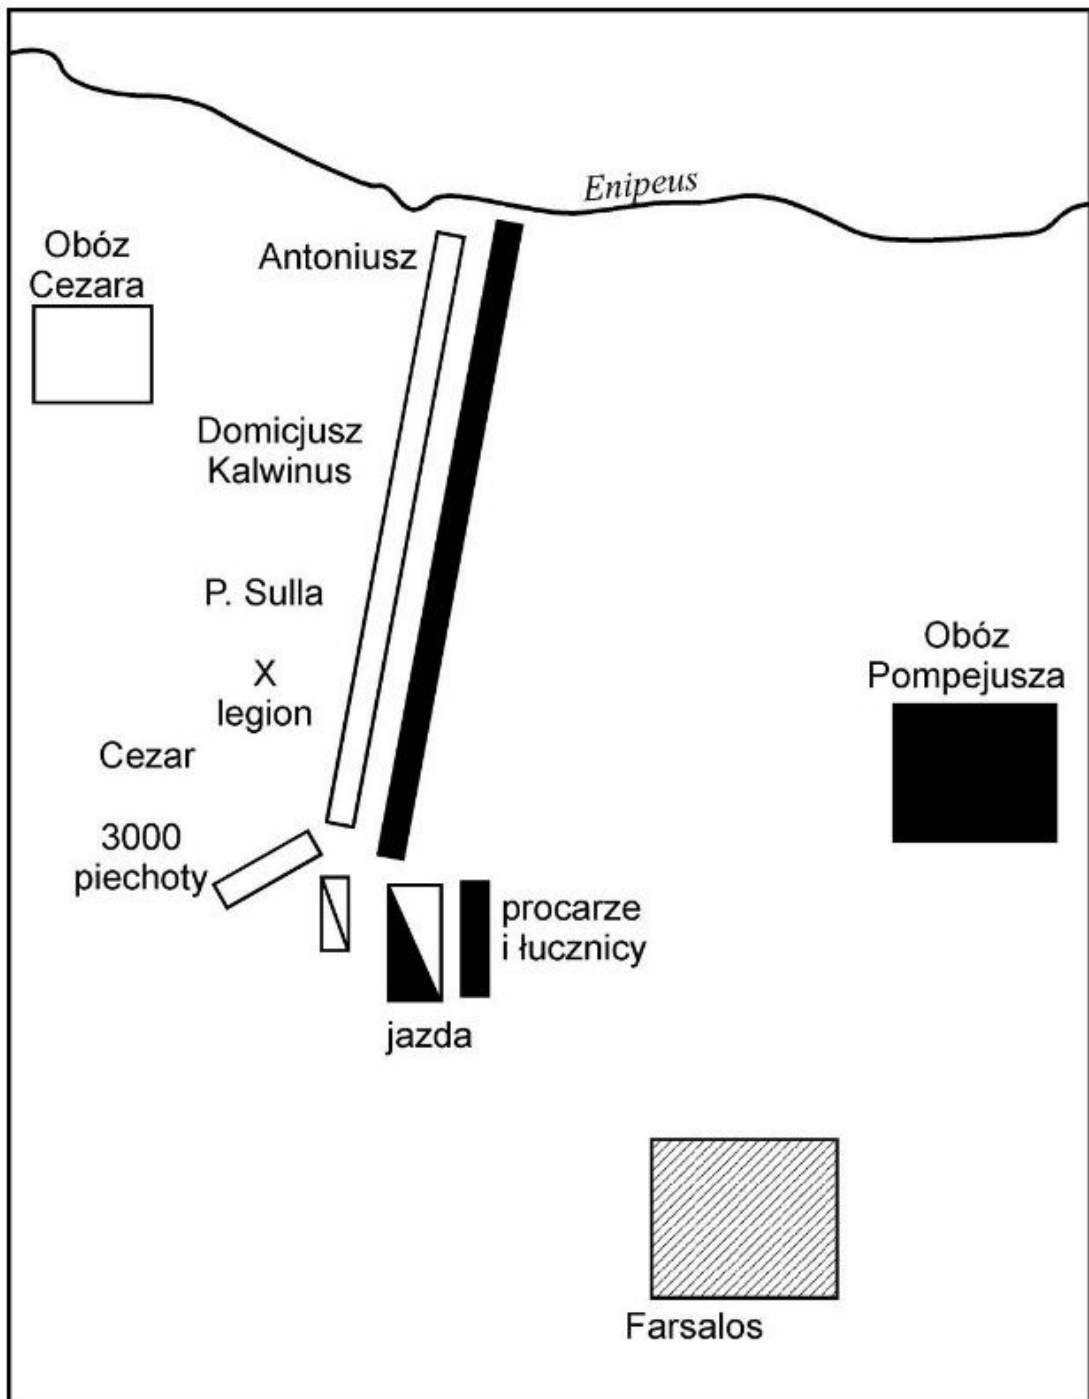 Enipeus
Obóz
Cezara
Antoniusz
Domicjusz
Kalwinus
P. Sulla
X
legion
Cezar
3000
piechoty
Obóz
Pompejusza
procarze
i łucznicy
jazda
Farsalos